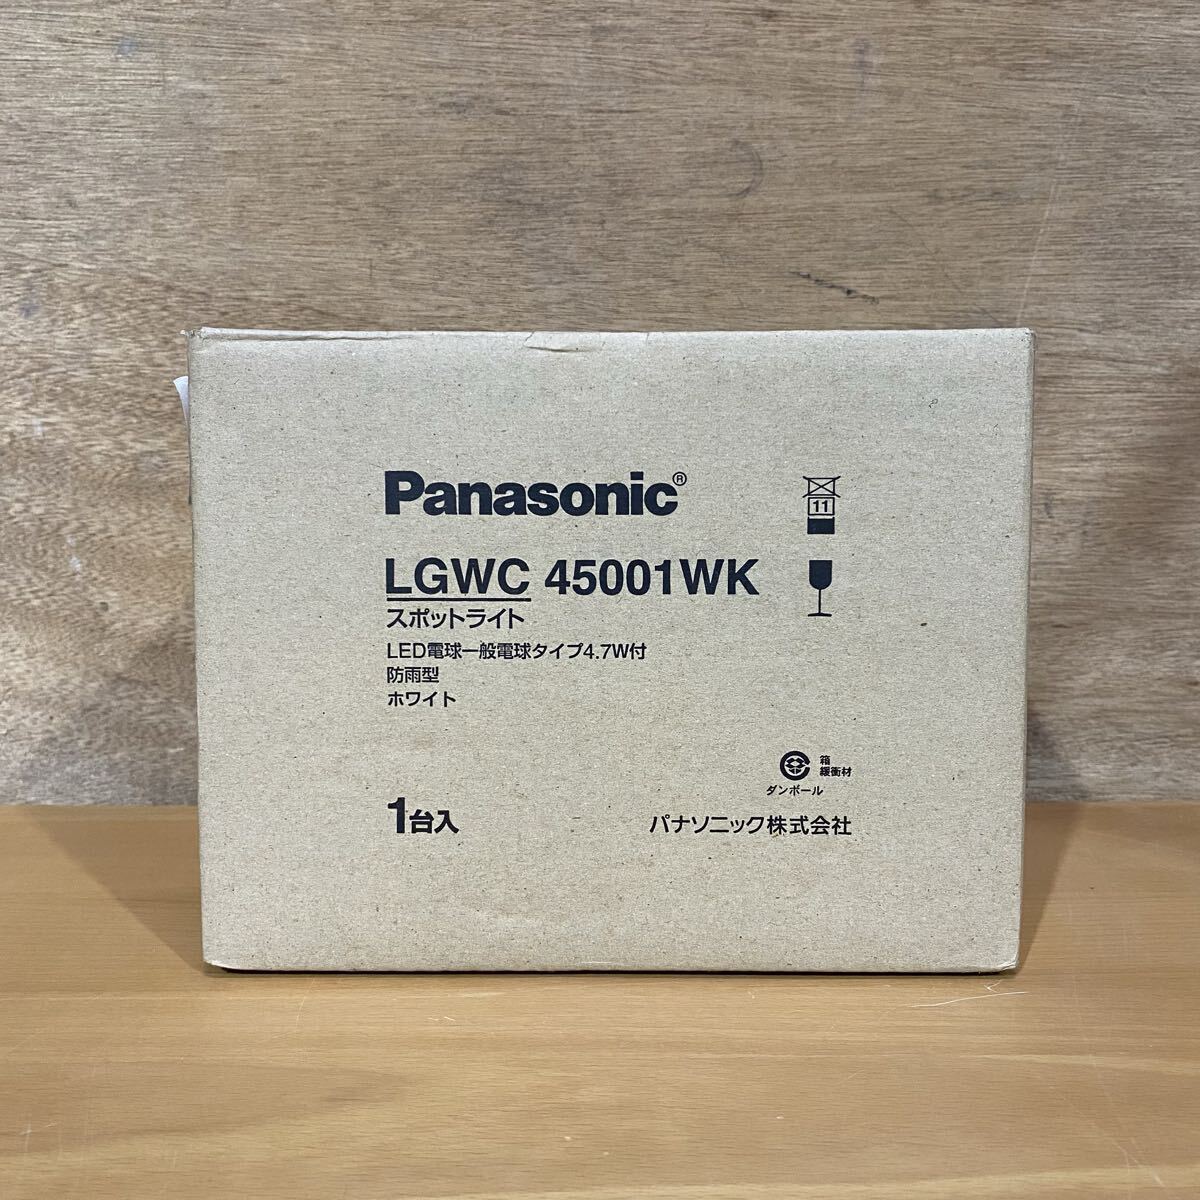 Panasonic®
11
LGWC 45001WK
スポットライト
LED電球一般電球タイプ4.7W付
防雨型
ホワイト
箱
緩衝材
ダンボール
1台入
パナソニック株式会社